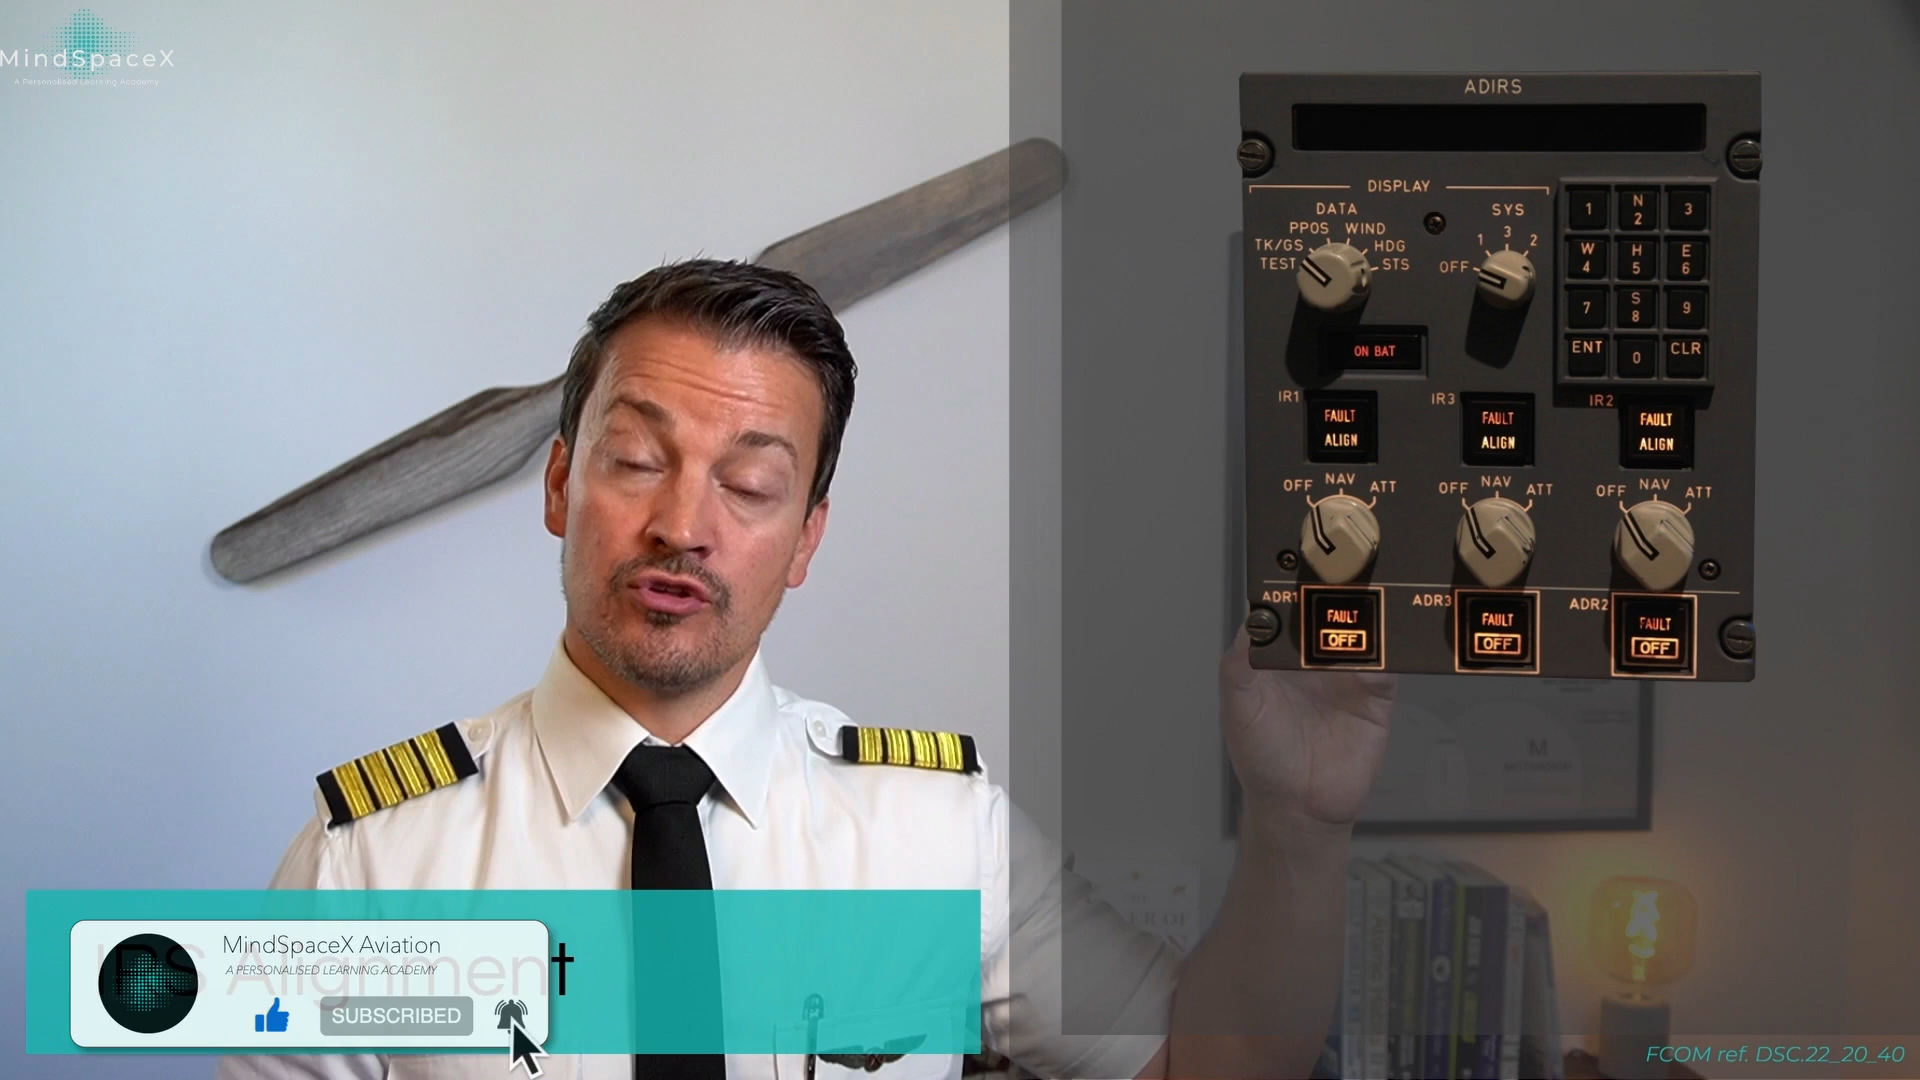 MindSpaceX
A Personalised Learning Academy
ADIRS
DISPLAY
DATA
SYS
PPOS WIND
TK/GS HDG
TEST STS
1 3 2
OFF
1 N 2 3
W 4 H 5 E 6
7 S 8 9
ENT 0 CLR
ON BAT
IR1 IR3 IR2
FAULT FAULT FAULT
ALIGN ALIGN ALIGN
OFF NAV ATT OFF NAV ATT OFF NAV ATT
ADR1 ADR3 ADR2
FAULT FAULT FAULT
OFF OFF OFF
IRS Alignment
MindSpaceX Aviation
A PERSONALISED LEARNING ACADEMY
SUBSCRIBED
FCOM ref. DSC.22_20_40